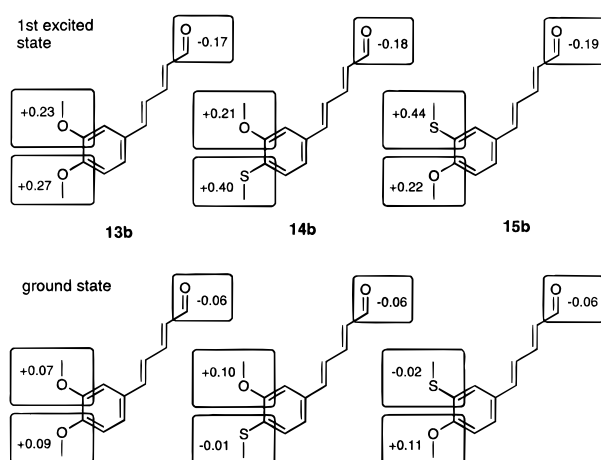 1st excited
state
O
-0.17
+0.23
O
+0.27
O
13b
O
-0.18
+0.21
O
+0.40
S
14b
O
-0.19
+0.44
S
+0.22
O
15b
ground state
O
-0.06
+0.07
O
+0.09
O
O
-0.06
+0.10
O
-0.01
S
O
-0.06
-0.02
S
+0.11
O